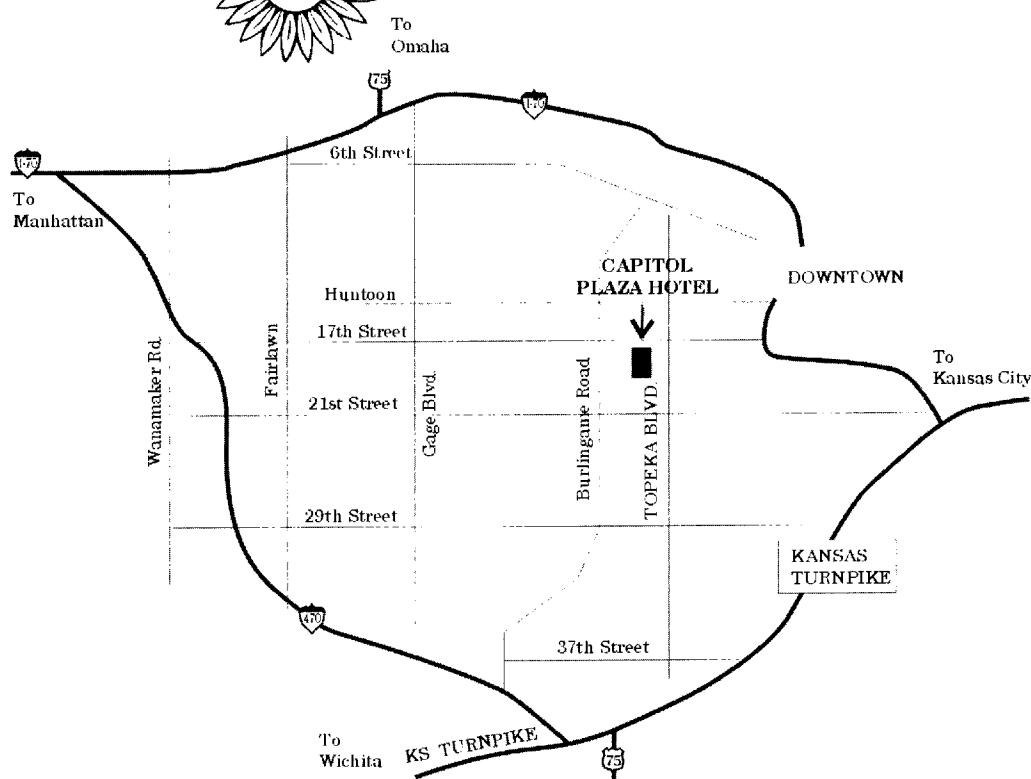 To
Omaha
75
I-70
I-70
6th Street
To
Manhattan
CAPITOL
PLAZA HOTEL
DOWNTOWN
Huntoon
17th Street
To
Kansas City
Wanamaker Rd.
Fairlawn
Gage Blvd.
Burlingame Road
TOPEKA BLVD.
21st Street
29th Street
KANSAS
TURNPIKE
470
37th Street
To
Wichita
KS TURNPIKE
75